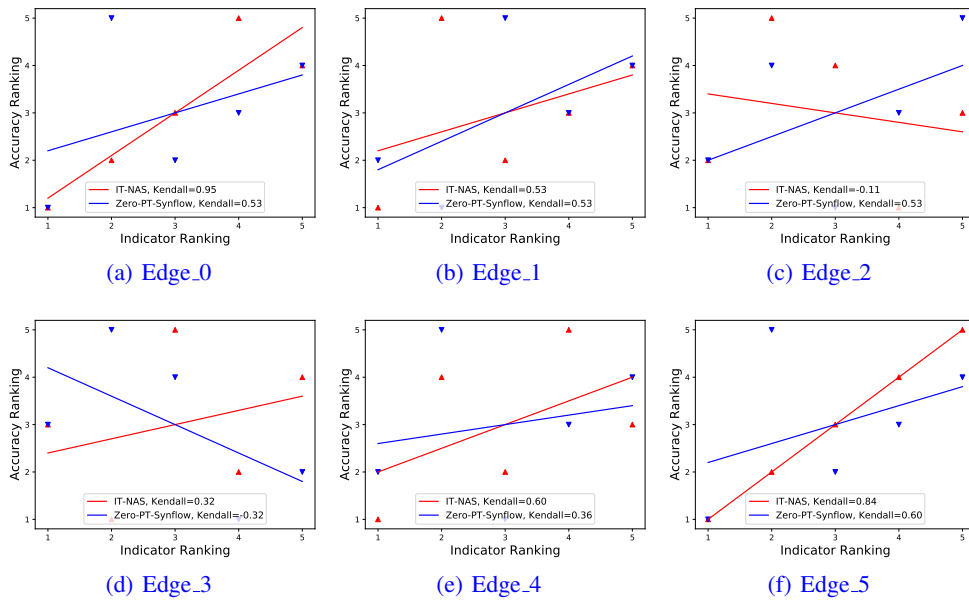 5
4
3
2
1
Accuracy Ranking
IT-NAS, Kendall=0.95
Zero-PT-Synflow, Kendall=0.53
1 2 3 4 5
Indicator Ranking
(a) Edge_0
5
4
3
2
1
Accuracy Ranking
IT-NAS, Kendall=0.53
Zero-PT-Synflow, Kendall=0.53
1 2 3 4 5
Indicator Ranking
(b) Edge_1
5
4
3
2
1
Accuracy Ranking
IT-NAS, Kendall=-0.11
Zero-PT-Synflow, Kendall=0.53
1 2 3 4 5
Indicator Ranking
(c) Edge_2
5
4
3
2
1
Accuracy Ranking
IT-NAS, Kendall=0.32
Zero-PT-Synflow, Kendall=-0.32
1 2 3 4 5
Indicator Ranking
(d) Edge_3
5
4
3
2
1
Accuracy Ranking
IT-NAS, Kendall=0.60
Zero-PT-Synflow, Kendall=0.36
1 2 3 4 5
Indicator Ranking
(e) Edge_4
5
4
3
2
1
Accuracy Ranking
IT-NAS, Kendall=0.84
Zero-PT-Synflow, Kendall=0.60
1 2 3 4 5
Indicator Ranking
(f) Edge_5